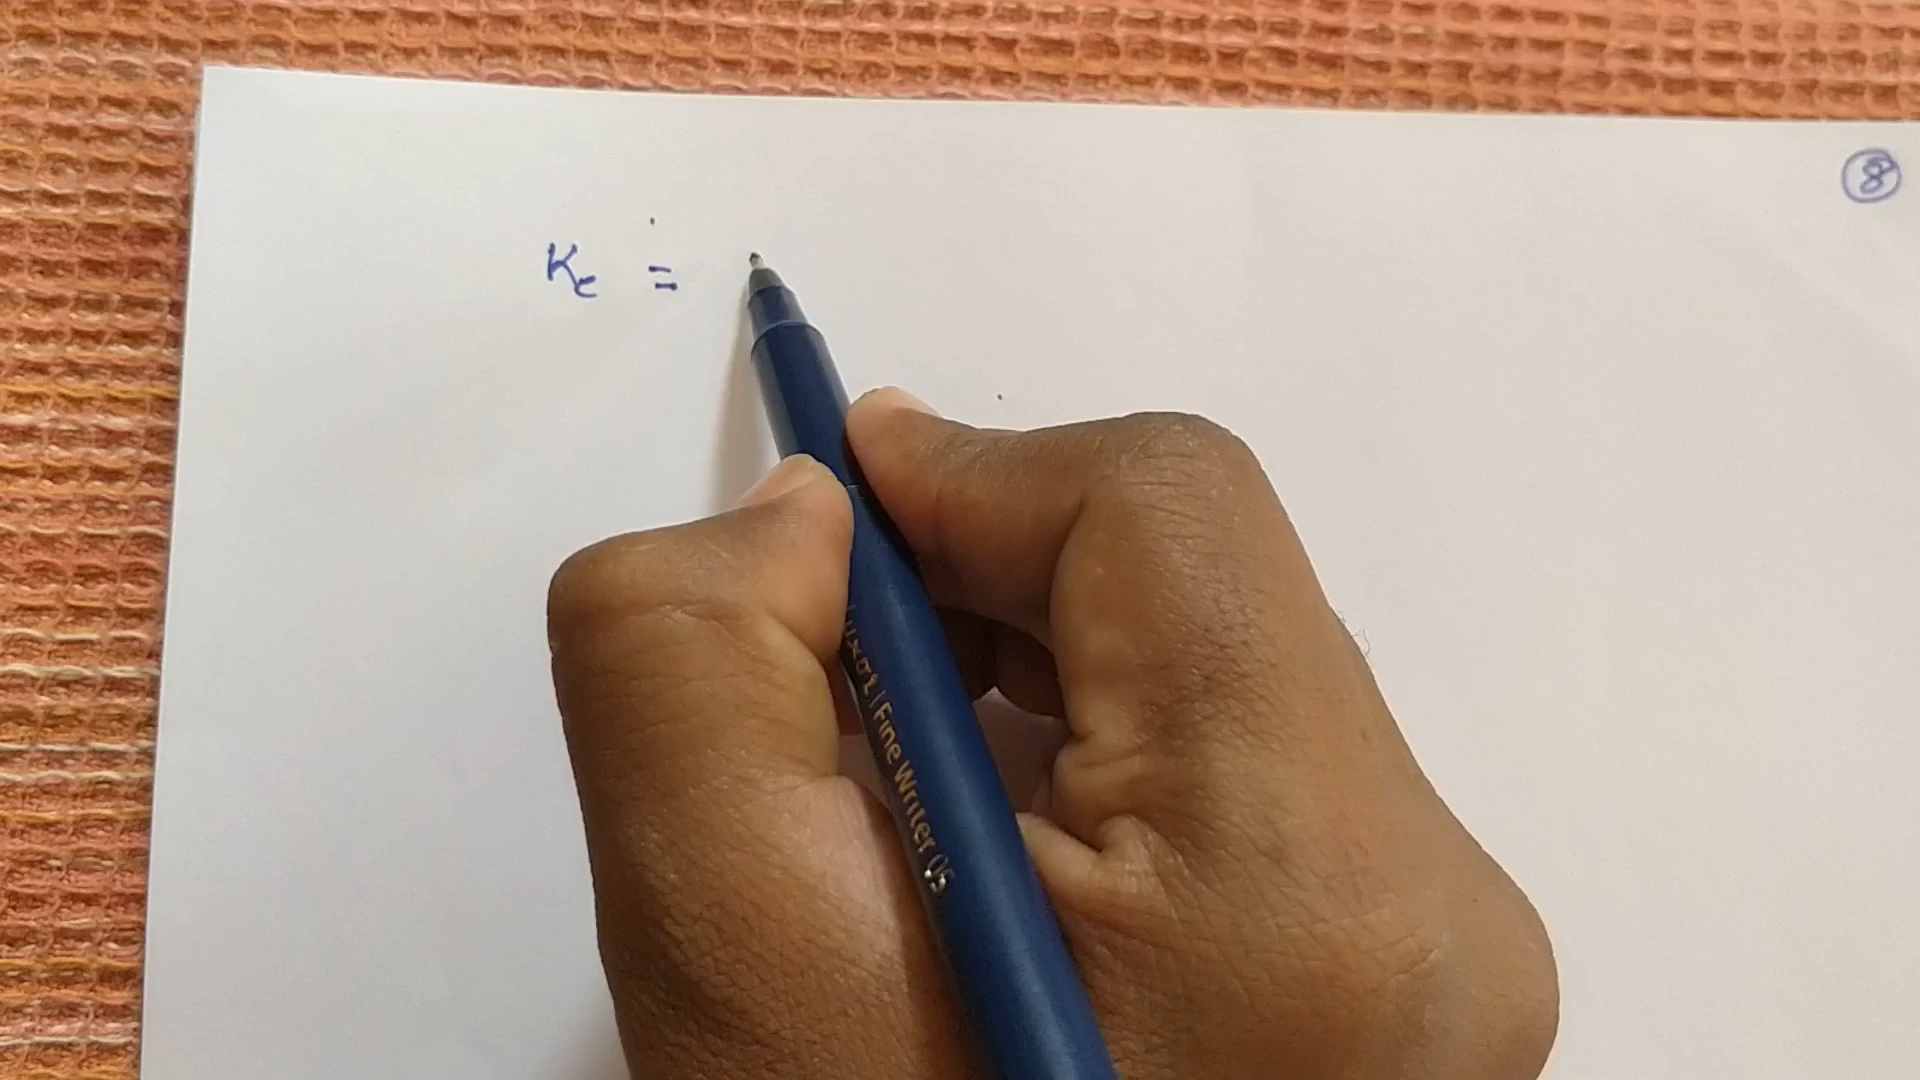 8
Kc =
Luxor | Fine Writer 05